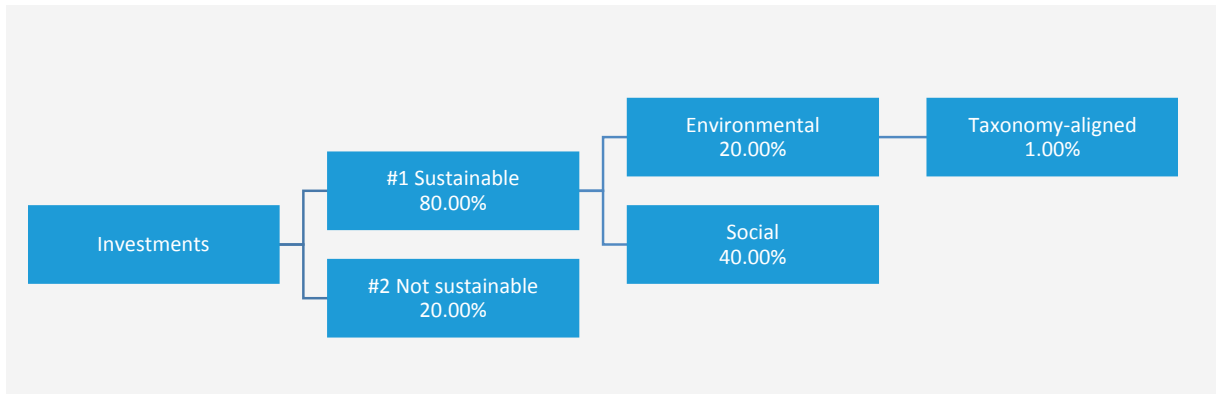 Investments
#1 Sustainable
80.00%
#2 Not sustainable
20.00%
Environmental
20.00%
Social
40.00%
Taxonomy-aligned
1.00%